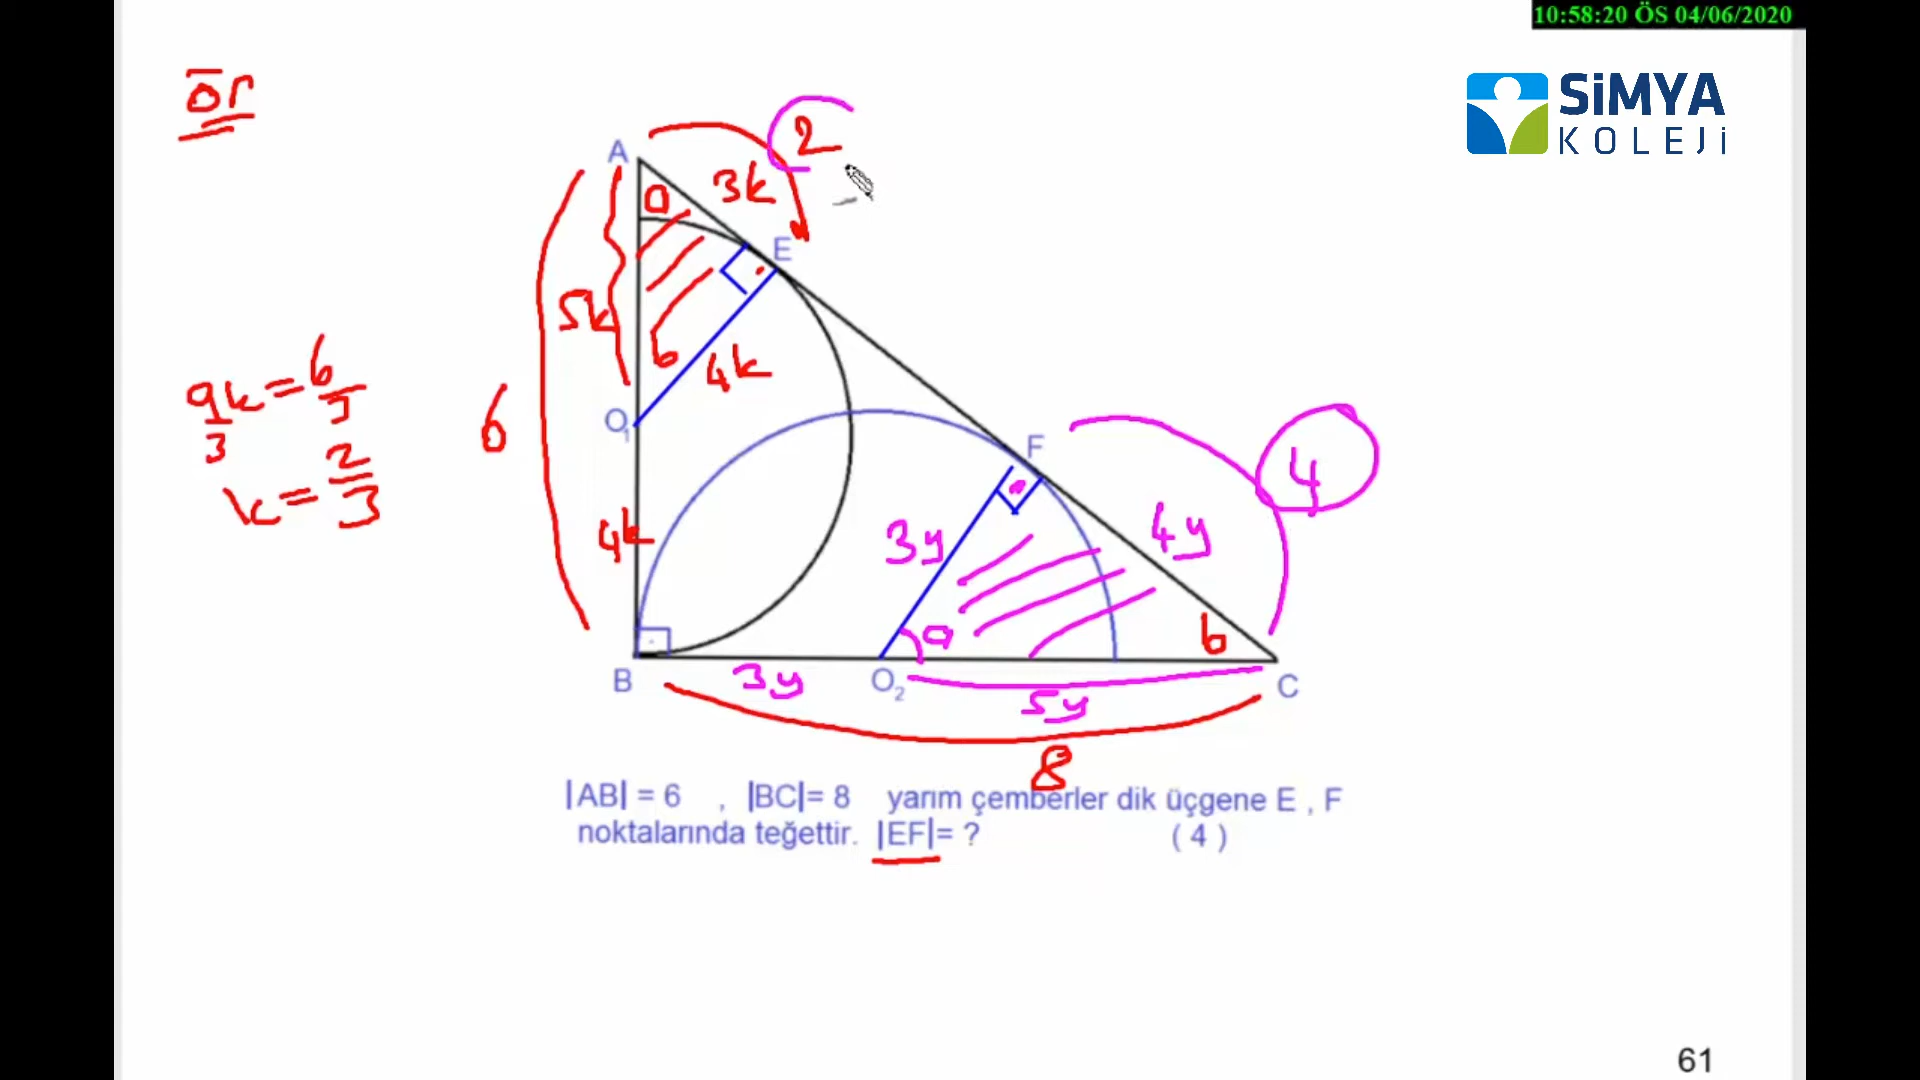 10:58:20 ÖS 04/06/2020
ör
SiMYA
KOLEJi
2
A
a
3k
E
5k
b
4k
9k = 6
3 3
k = 2/3
6
O1
F
4
4k
3y
4y
a
b
B
3y
O2
5y
C
8
|AB| = 6 , |BC|= 8 yarım çemberler dik üçgene E , F
noktalarında teğettir. |EF|= ? ( 4 )
61